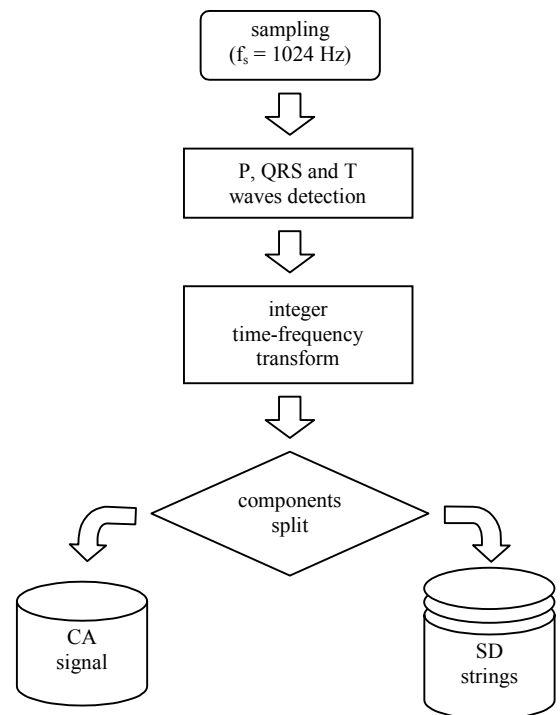 sampling
(fs = 1024 Hz)
P, QRS and T
waves detection
integer
time-frequency
transform
components
split
CA
signal
SD
strings